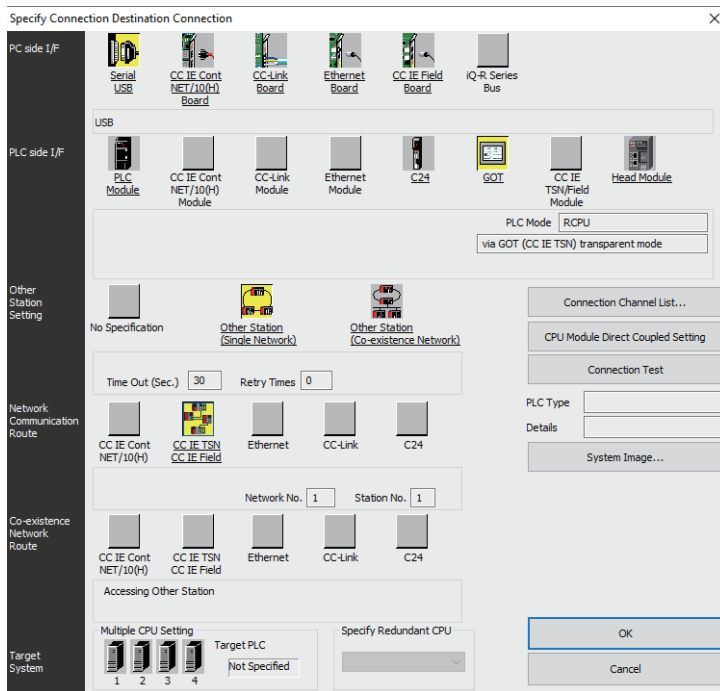 Specify Connection Destination Connection
PC side I/F
Serial
USB
CC IE Cont
NET/10(H)
Board
CC-Link
Board
Ethernet
Board
CC IE Field
Board
iQ-R Series
Bus
USB
PLC side I/F
PLC
Module
CC IE Cont
NET/10(H)
Module
CC-Link
Module
Ethernet
Module
C24
GOT
CC IE
TSN/Field
Module
Head Module
PLC Mode RCPU
via GOT (CC IE TSN) transparent mode
Other
Station
Setting
No Specification
Other Station
(Single Network)
Other Station
(Co-existence Network)
Connection Channel List...
CPU Module Direct Coupled Setting
Connection Test
Time Out (Sec.) 30 Retry Times 0
PLC Type
Details
System Image...
Network
Communication
Route
CC IE Cont
NET/10(H)
CC IE TSN
CC IE Field
Ethernet
CC-Link
C24
Network No. 1 Station No. 1
Co-existence
Network
Route
CC IE Cont
NET/10(H)
CC IE TSN
CC IE Field
Ethernet
CC-Link
C24
Accessing Other Station
Target
System
Multiple CPU Setting
Target PLC
Not Specified
1 2 3 4
Specify Redundant CPU
OK
Cancel